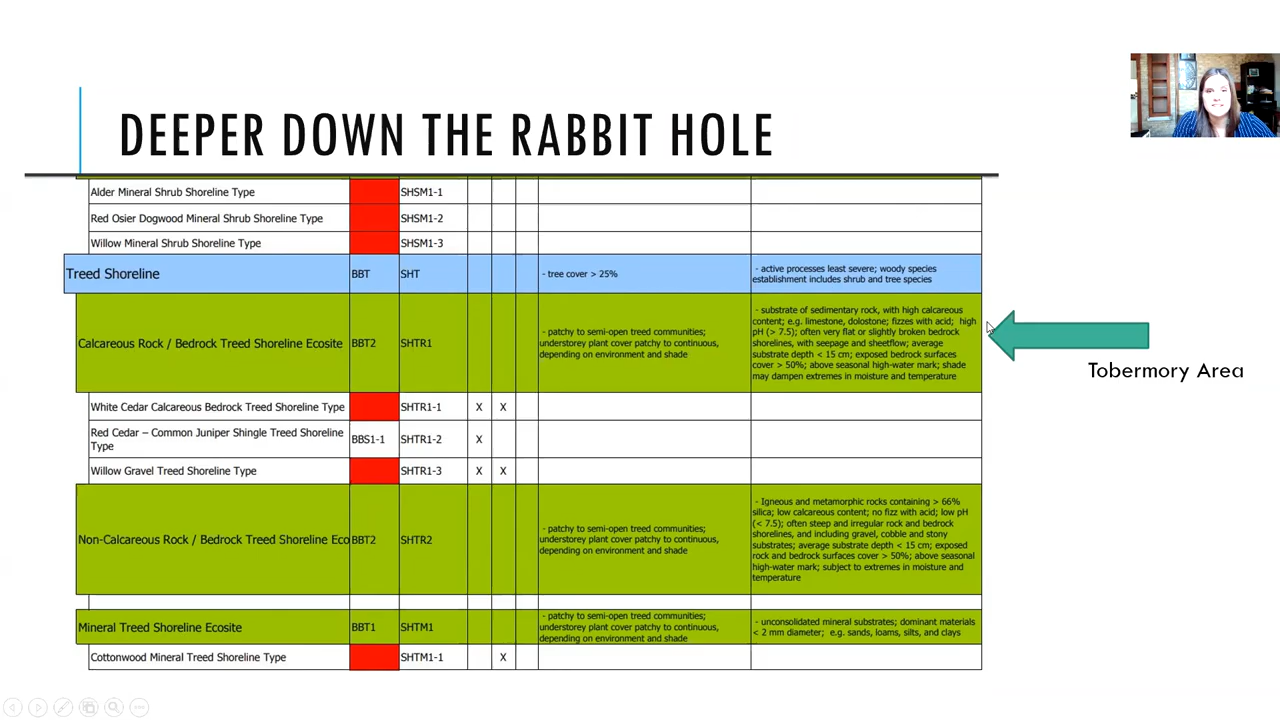 DEEPER DOWN THE RABBIT HOLE
Alder Mineral Shrub Shoreline Type SHSM1-1
Red Osier Dogwood Mineral Shrub Shoreline Type SHSM1-2
Willow Mineral Shrub Shoreline Type SHSM1-3
Treed Shoreline BBT SHT
- tree cover > 25%
- active processes least severe; woody species
establishment includes shrub and tree species
Calcareous Rock / Bedrock Treed Shoreline Ecosite BBT2 SHTR1
- patchy to semi-open treed communities;
understorey plant cover patchy to continuous,
depending on environment and shade
- substrate of sedimentary rock, with high calcareous
content; e.g. limestone, dolostone; fizzes with acid; high
pH (> 7.5); often very flat or slightly broken bedrock
shorelines, with seepage and sheetflow; average
substrate depth < 15 cm; exposed bedrock surfaces
cover > 50%; above seasonal high-water mark; shade
may dampen extremes in moisture and temperature
Tobermory Area
White Cedar Calcareous Bedrock Treed Shoreline Type SHTR1-1 X X
Red Cedar – Common Juniper Shingle Treed Shoreline
Type BBS1-1 SHTR1-2 X
Willow Gravel Treed Shoreline Type SHTR1-3 X X
Non-Calcareous Rock / Bedrock Treed Shoreline Eco BBT2 SHTR2
- patchy to semi-open treed communities;
understorey plant cover patchy to continuous,
depending on environment and shade
- Igneous and metamorphic rocks containing > 66%
silica; low calcareous content; no fizz with acid; low pH
(< 7.5); often steep and irregular rock and bedrock
shorelines, and including gravel, cobble and stony
substrates; average substrate depth < 15 cm; exposed
rock and bedrock surfaces cover > 50%; above seasonal
high-water mark; subject to extremes in moisture and
temperature
Mineral Treed Shoreline Ecosite BBT1 SHTM1
- patchy to semi-open treed communities;
understorey plant cover patchy to continuous,
depending on environment and shade
- unconsolidated mineral substrates; dominant materials
< 2 mm diameter; e.g. sands, loams, silts, and clays
Cottonwood Mineral Treed Shoreline Type SHTM1-1 X